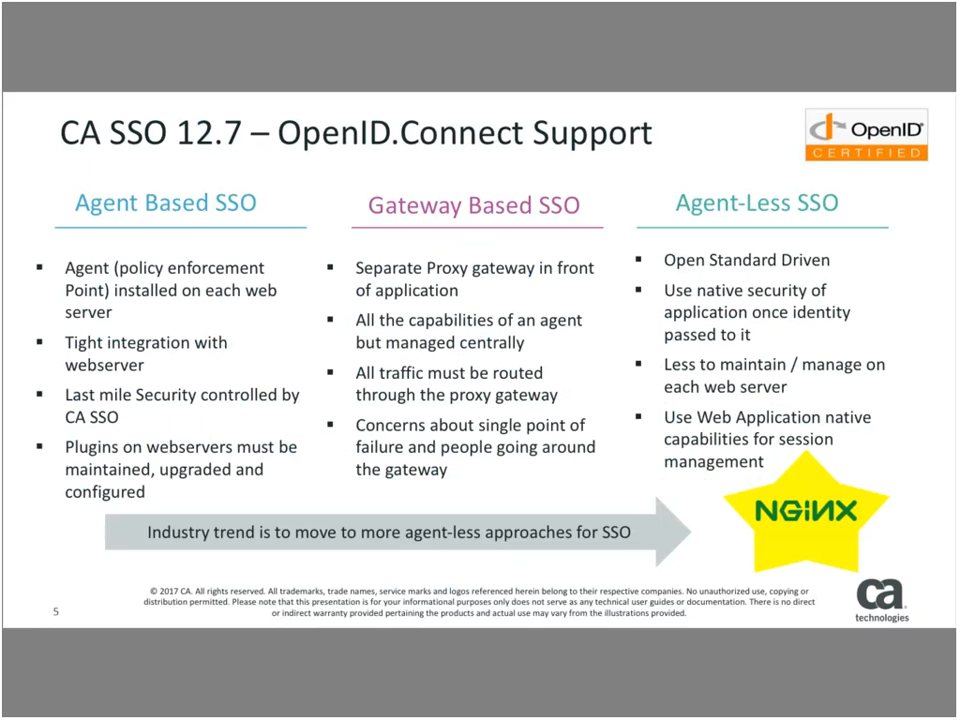 CA SSO 12.7 – OpenID.Connect Support
OpenID®
CERTIFIED
Agent Based SSO
▪ Agent (policy enforcement
Point) installed on each web
server
▪ Tight integration with
webserver
▪ Last mile Security controlled by
CA SSO
▪ Plugins on webservers must be
maintained, upgraded and
configured
Gateway Based SSO
▪ Separate Proxy gateway in front
of application
▪ All the capabilities of an agent
but managed centrally
▪ All traffic must be routed
through the proxy gateway
▪ Concerns about single point of
failure and people going around
the gateway
Agent-Less SSO
▪ Open Standard Driven
▪ Use native security of
application once identity
passed to it
▪ Less to maintain / manage on
each web server
▪ Use Web Application native
capabilities for session
management
NGINX
Industry trend is to move to more agent-less approaches for SSO
5
© 2017 CA. All rights reserved. All trademarks, trade names, service marks and logos referenced herein belong to their respective companies. No unauthorized use, copying or
distribution permitted. Please note that this presentation is for your informational purposes only does not serve as any technical user guides or documentation. There is no direct
or indirect warranty provided pertaining the products and actual use may vary from the illustrations provided.
ca
technologies